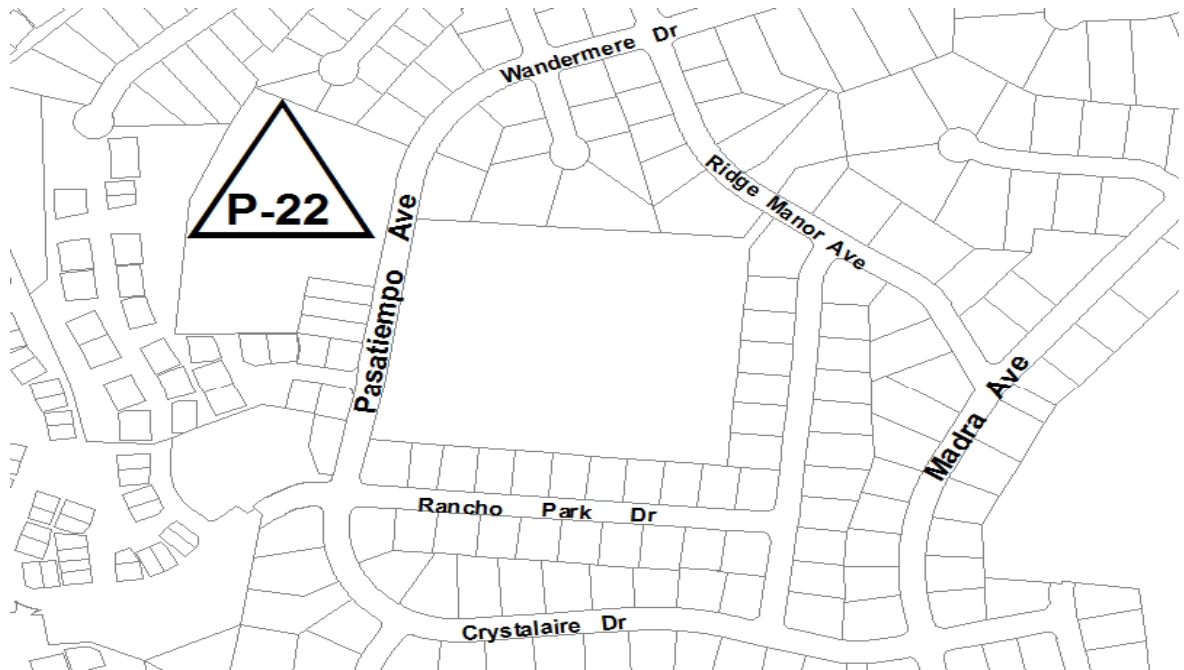 Wandermere Dr
P-22
Pasatiempo Ave
Ridge Manor Ave
Madra Ave
Rancho Park Dr
Crystalaire Dr